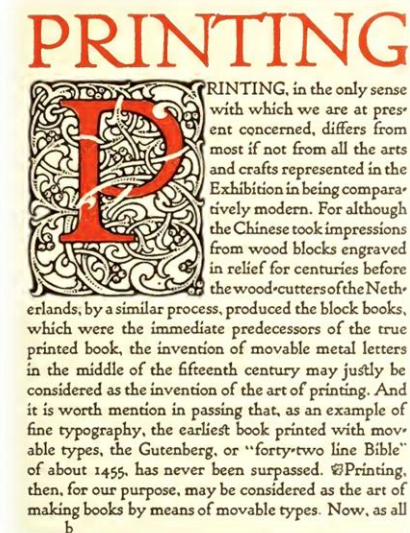 PRINTING
PRINTING, in the only sense
with which we are at pres-
ent concerned, differs from
most if not from all the arts
and crafts represented in the
Exhibition in being compara-
tively modern. For although
the Chinese took impressions
from wood blocks engraved
in relief for centuries before
the wood-cutters of the Neth-
erlands, by a similar process, produced the block books,
which were the immediate predecessors of the true
printed book, the invention of movable metal letters
in the middle of the fifteenth century may justly be
considered as the invention of the art of printing. And
it is worth mention in passing that, as an example of
fine typography, the earliest book printed with mov-
able types, the Gutenberg, or "forty-two line Bible"
of about 1455, has never been surpassed. ❦Printing,
then, for our purpose, may be considered as the art of
making books by means of movable types. Now, as all
b